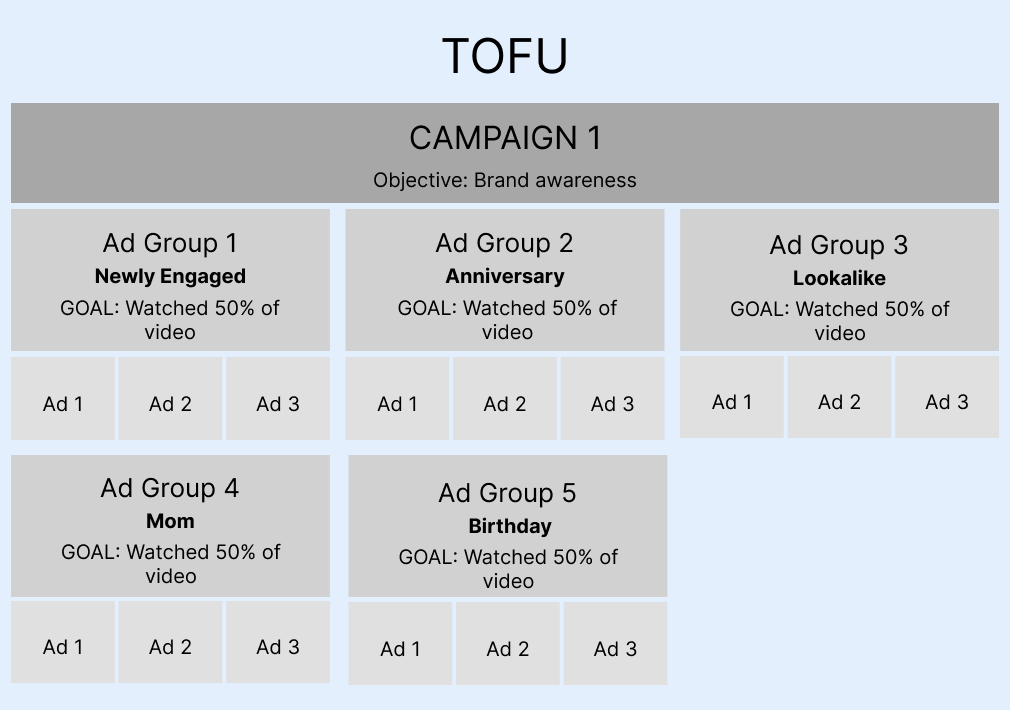 TOFU
CAMPAIGN 1
Objective: Brand awareness
Ad Group 1
Newly Engaged
GOAL: Watched 50% of
video
Ad 1
Ad 2
Ad 3
Ad Group 2
Anniversary
GOAL: Watched 50% of
video
Ad 1
Ad 2
Ad 3
Ad Group 3
Lookalike
GOAL: Watched 50% of
video
Ad 1
Ad 2
Ad 3
Ad Group 4
Mom
GOAL: Watched 50% of
video
Ad 1
Ad 2
Ad 3
Ad Group 5
Birthday
GOAL: Watched 50% of
video
Ad 1
Ad 2
Ad 3